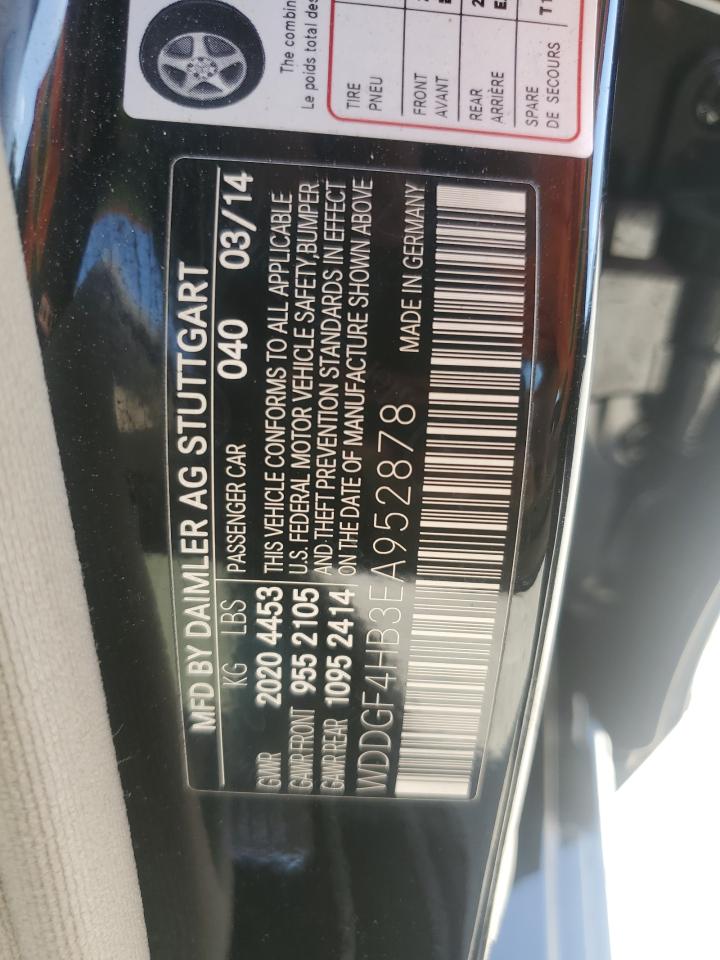 MFD BY DAIMLER AG STUTTGART
KG LBS PASSENGER CAR 040 03/14
GVWR 2020 4453 THIS VEHICLE CONFORMS TO ALL APPLICABLE
GAWR FRONT 955 2105 U.S. FEDERAL MOTOR VEHICLE SAFETY,BUMPER
GAWR REAR 1095 2414 AND THEFT PREVENTION STANDARDS IN EFFECT
ON THE DATE OF MANUFACTURE SHOWN ABOVE
WDDGF4HB3EA952878 MADE IN GERMANY
The combin
Le poids total des
TIRE
PNEU
FRONT
AVANT
REAR 2
ARRIÈRE E
SPARE T1
DE SECOURS